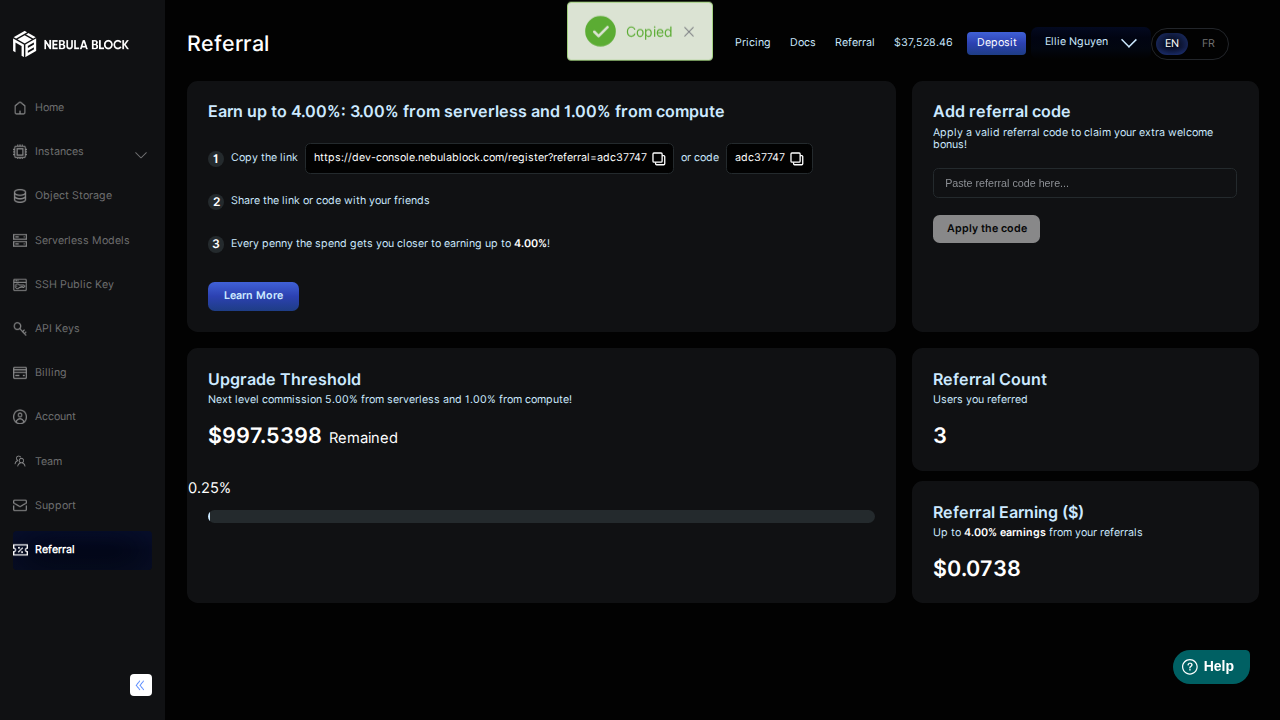 NEBULA BLOCK
Home
Instances
Object Storage
Serverless Models
SSH Public Key
API Keys
Billing
Account
Team
Support
Referral
Referral
Copied
Pricing
Docs
Referral
$37,528.46
Deposit
Ellie Nguyen
EN
FR
Earn up to 4.00%: 3.00% from serverless and 1.00% from compute
1 Copy the link https://dev-console.nebulablock.com/register?referral=adc37747 or code adc37747
2 Share the link or code with your friends
3 Every penny the spend gets you closer to earning up to 4.00%!
Learn More
Add referral code
Apply a valid referral code to claim your extra welcome
bonus!
Paste referral code here...
Apply the code
Upgrade Threshold
Next level commission 5.00% from serverless and 1.00% from compute!
$997.5398 Remained
0.25%
Referral Count
Users you referred
3
Referral Earning ($)
Up to 4.00% earnings from your referrals
$0.0738
Help